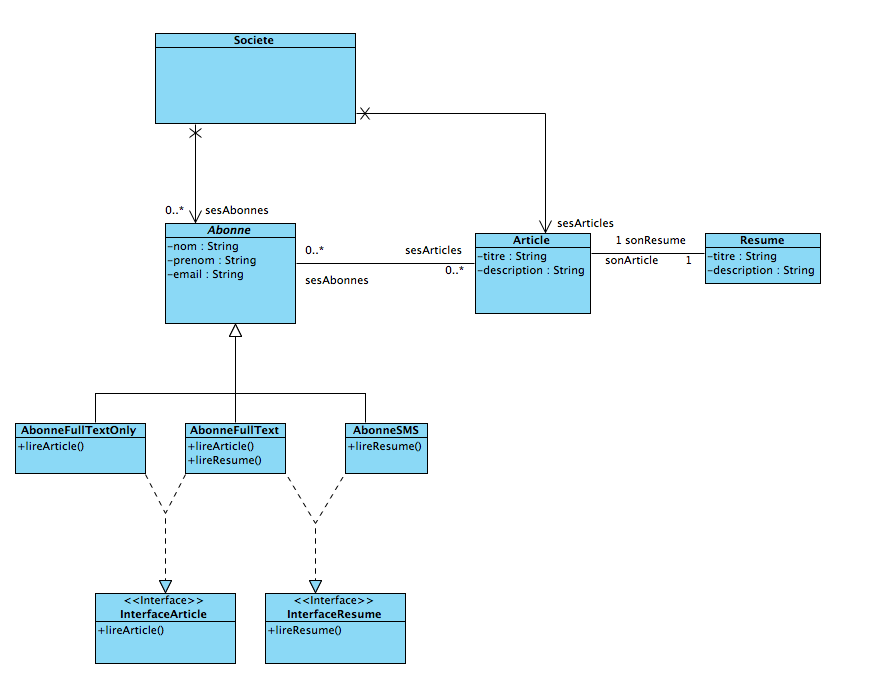 Societe
0..* sesAbonnes
sesArticles
Abonne
-nom : String
-prenom : String
-email : String
0..* sesArticles
0..*
sesAbonnes
Article
-titre : String
-description : String
1 sonResume
sonArticle 1
Resume
-titre : String
-description : String
AbonneFullTextOnly
+lireArticle()
AbonneFullText
+lireArticle()
+lireResume()
AbonneSMS
+lireResume()
<<Interface>>
InterfaceArticle
+lireArticle()
<<Interface>>
InterfaceResume
+lireResume()